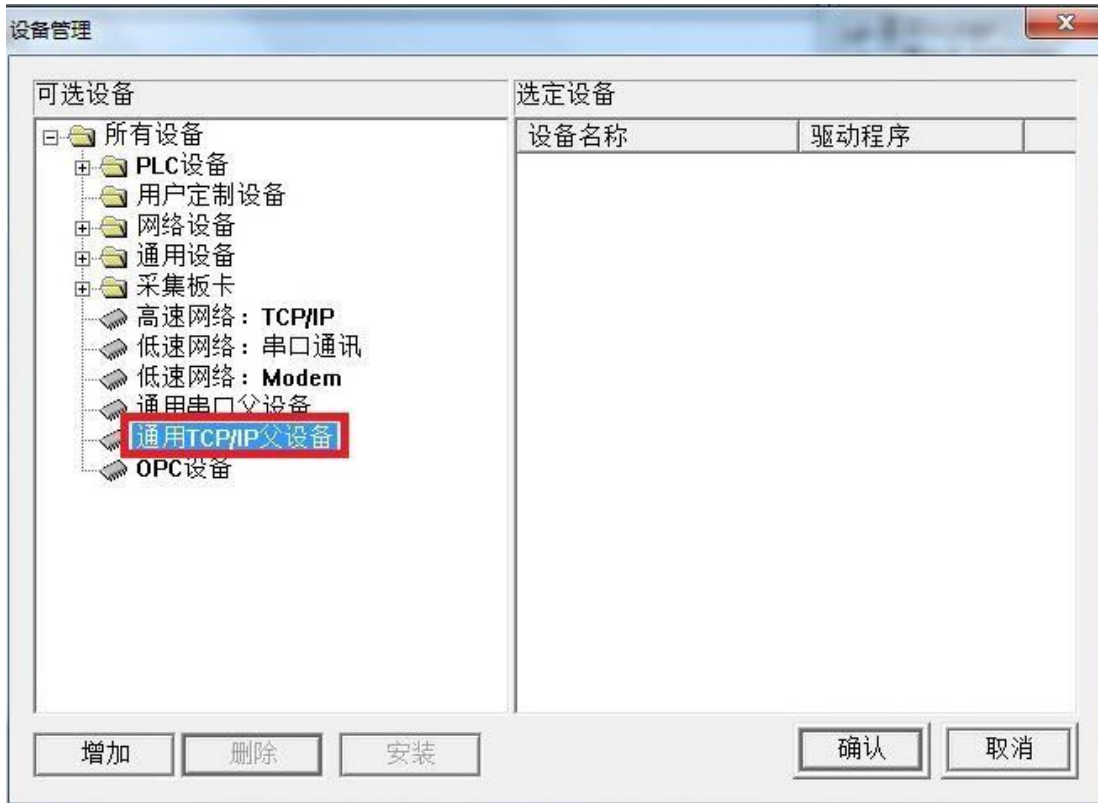 设备管理
可选设备
选定设备
所有设备
PLC设备
用户定制设备
网络设备
通用设备
采集板卡
高速网络：TCP/IP
低速网络：串口通讯
低速网络：Modem
通用串口父设备
通用TCP/IP父设备
OPC设备
设备名称
驱动程序
增加
删除
安装
确认
取消